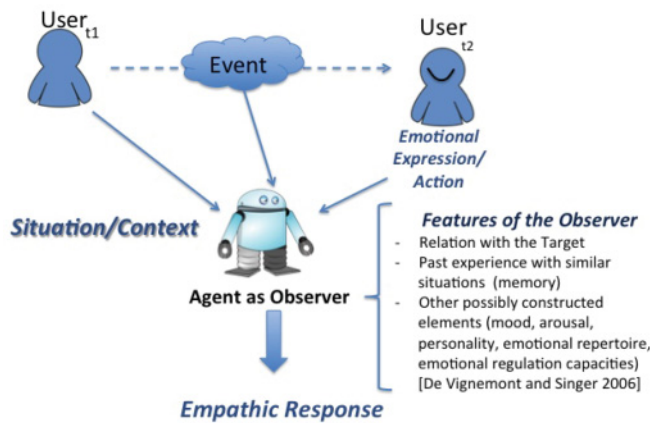 User t1
Event
User t2
Emotional
Expression/
Action
Situation/Context
Agent as Observer
Features of the Observer
- Relation with the Target
- Past experience with similar
situations (memory)
- Other possibly constructed
elements (mood, arousal,
personality, emotional repertoire,
emotional regulation capacities)
[De Vignemont and Singer 2006]
Empathic Response